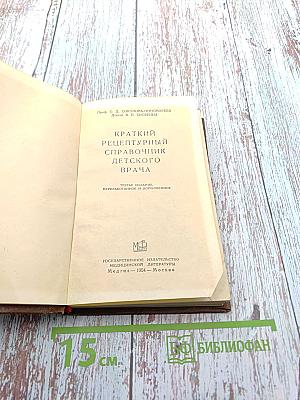 КРАТКИЙ
РЕЦЕПТУРНЫЙ
СПРАВОЧНИК
ДЕТСКОГО
ВРАЧА
ТРЕТЬЕ ИЗДАНИЕ,
ПЕРЕРАБОТАННОЕ И ДОПОЛНЕННОЕ
ГОСУДАРСТВЕННОЕ ИЗДАТЕЛЬСТВО
МЕДИЦИНСКОЙ ЛИТЕРАТУРЫ
Медгиз—1954—Москва
15 см
БФ БИБЛИОФАН